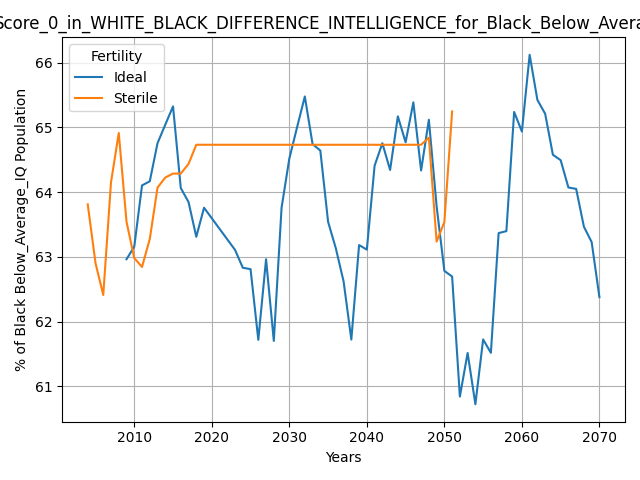 Score_0_in_WHITE_BLACK_DIFFERENCE_INTELLIGENCE_for_Black_Below_Avera
Fertility
Ideal
Sterile
% of Black Below_Average_IQ Population
66
65
64
63
62
61
2010 2020 2030 2040 2050 2060 2070
Years